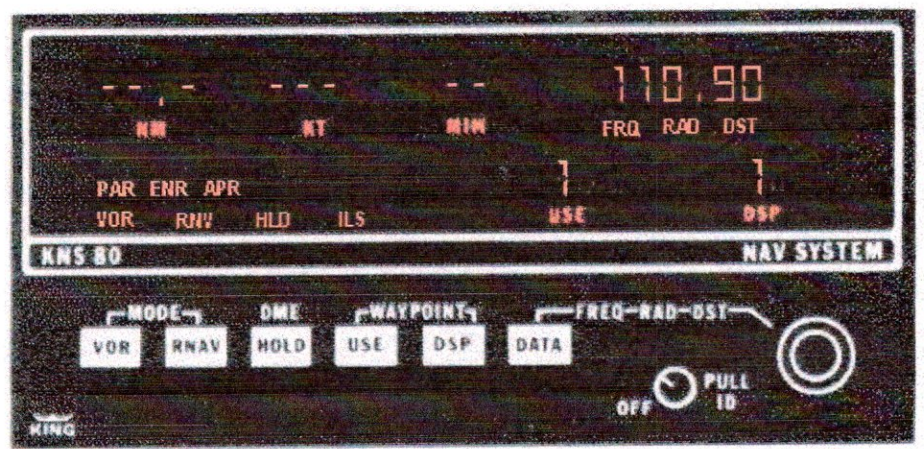 --.- --- -- 110.90
NM KT MIN FRQ RAD DST
PAR ENR APR 1 1
VOR RNV HLD ILS USE DSP
KNS 80 NAV SYSTEM
MODE DME WAYPOINT FREQ-RAD-DST
VOR RNAV HOLD USE DSP DATA
OFF PULL ID
KING